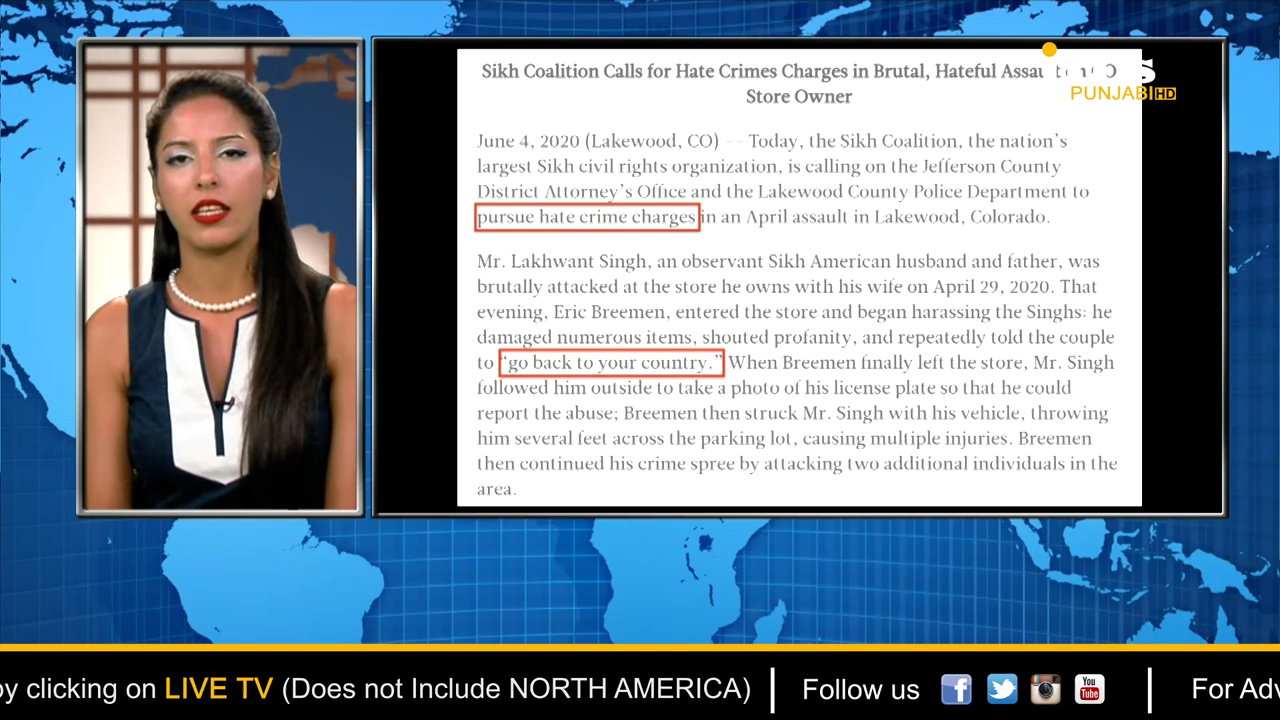 Sikh Coalition Calls for Hate Crimes Charges in Brutal, Hateful
Store Owner
PUNJABI HD
June 4, 2020 (Lakewood, CO) -- Today, the Sikh Coalition, the nation's
largest Sikh civil rights organization, is calling on the Jefferson County
District Attorney's Office and the Lakewood County Police Department to
pursue hate crime charges in an April assault in Lakewood, Colorado.
Mr. Lakhwant Singh, an observant Sikh American husband and father, was
brutally attacked at the store he owns with his wife on April 29, 2020. That
evening, Eric Breemen, entered the store and began harassing the Singhs: he
damaged numerous items, shouted profanity, and repeatedly told the couple
to "go back to your country." When Breemen finally left the store, Mr. Singh
followed him outside to take a photo of his license plate so that he could
report the abuse; Breemen then struck Mr. Singh with his vehicle, throwing
him several feet across the parking lot, causing multiple injuries. Breemen
then continued his crime spree by attacking two additional individuals in the
area.
by clicking on LIVE TV (Does not Include NORTH AMERICA) | Follow us You Tube | For Adv